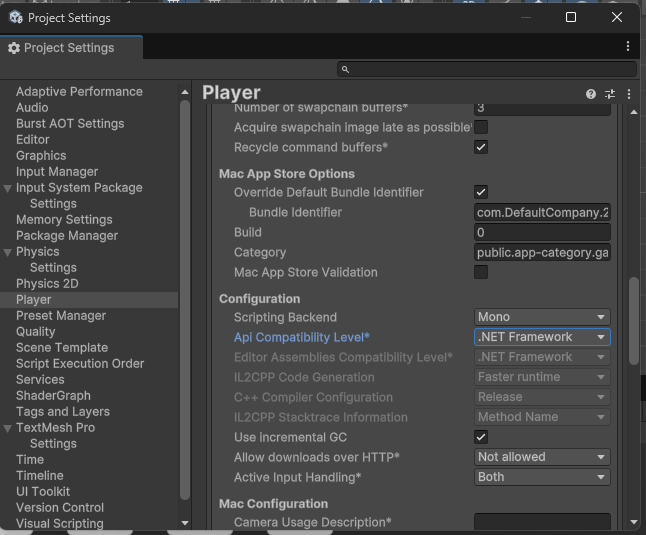 Project Settings
Project Settings
Adaptive Performance
Audio
Burst AOT Settings
Editor
Graphics
Input Manager
Input System Package
Settings
Memory Settings
Package Manager
Physics
Settings
Physics 2D
Player
Preset Manager
Quality
Scene Template
Script Execution Order
Services
ShaderGraph
Tags and Layers
TextMesh Pro
Settings
Time
Timeline
UI Toolkit
Version Control
Visual Scripting
Player
Number of swapchain buffers* 3
Acquire swapchain image late as possible*
Recycle command buffers*
Mac App Store Options
Override Default Bundle Identifier
Bundle Identifier com.DefaultCompany.2
Build 0
Category public.app-category.ga
Mac App Store Validation
Configuration
Scripting Backend Mono
Api Compatibility Level* .NET Framework
Editor Assemblies Compatibility Level* .NET Framework
IL2CPP Code Generation Faster runtime
C++ Compiler Configuration Release
IL2CPP Stacktrace Information Method Name
Use incremental GC
Allow downloads over HTTP* Not allowed
Active Input Handling* Both
Mac Configuration
Camera Usage Description*